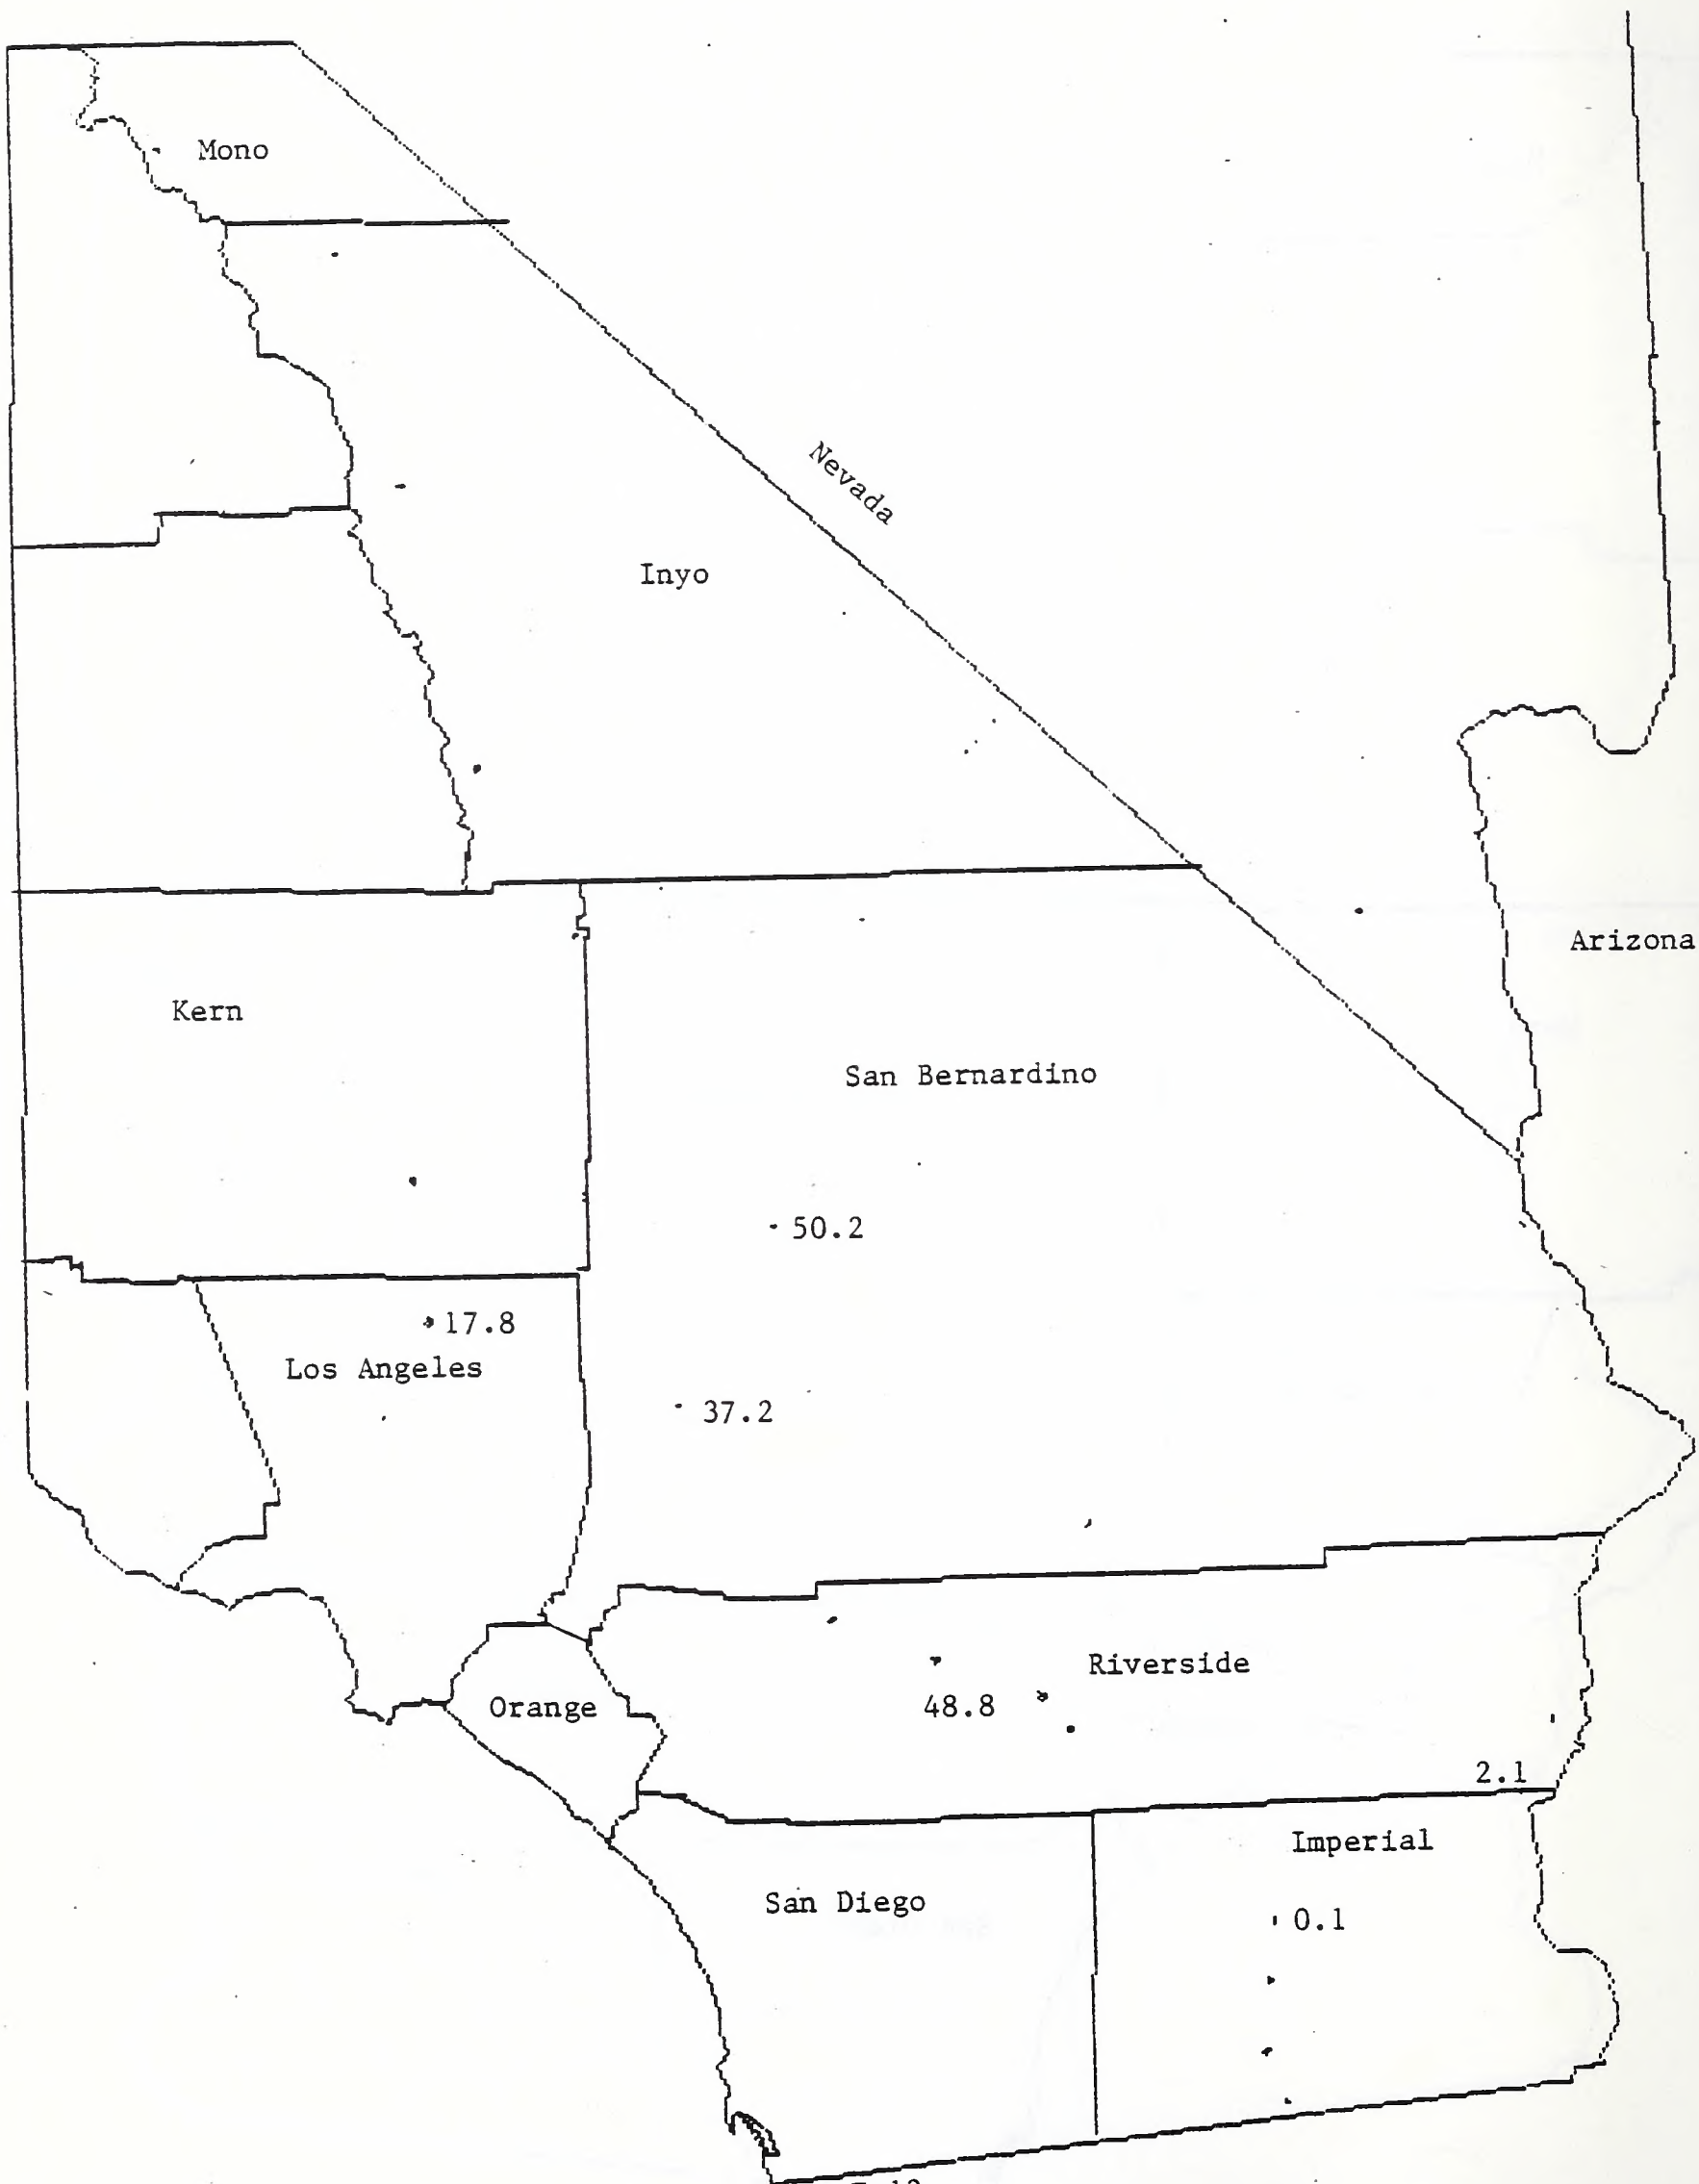 Mono
Nevada
Inyo
Arizona
Kern
San Bernardino
50.2
17.8
Los Angeles
37.2
Riverside
48.8
Orange
2.1
Imperial
San Diego
0.1